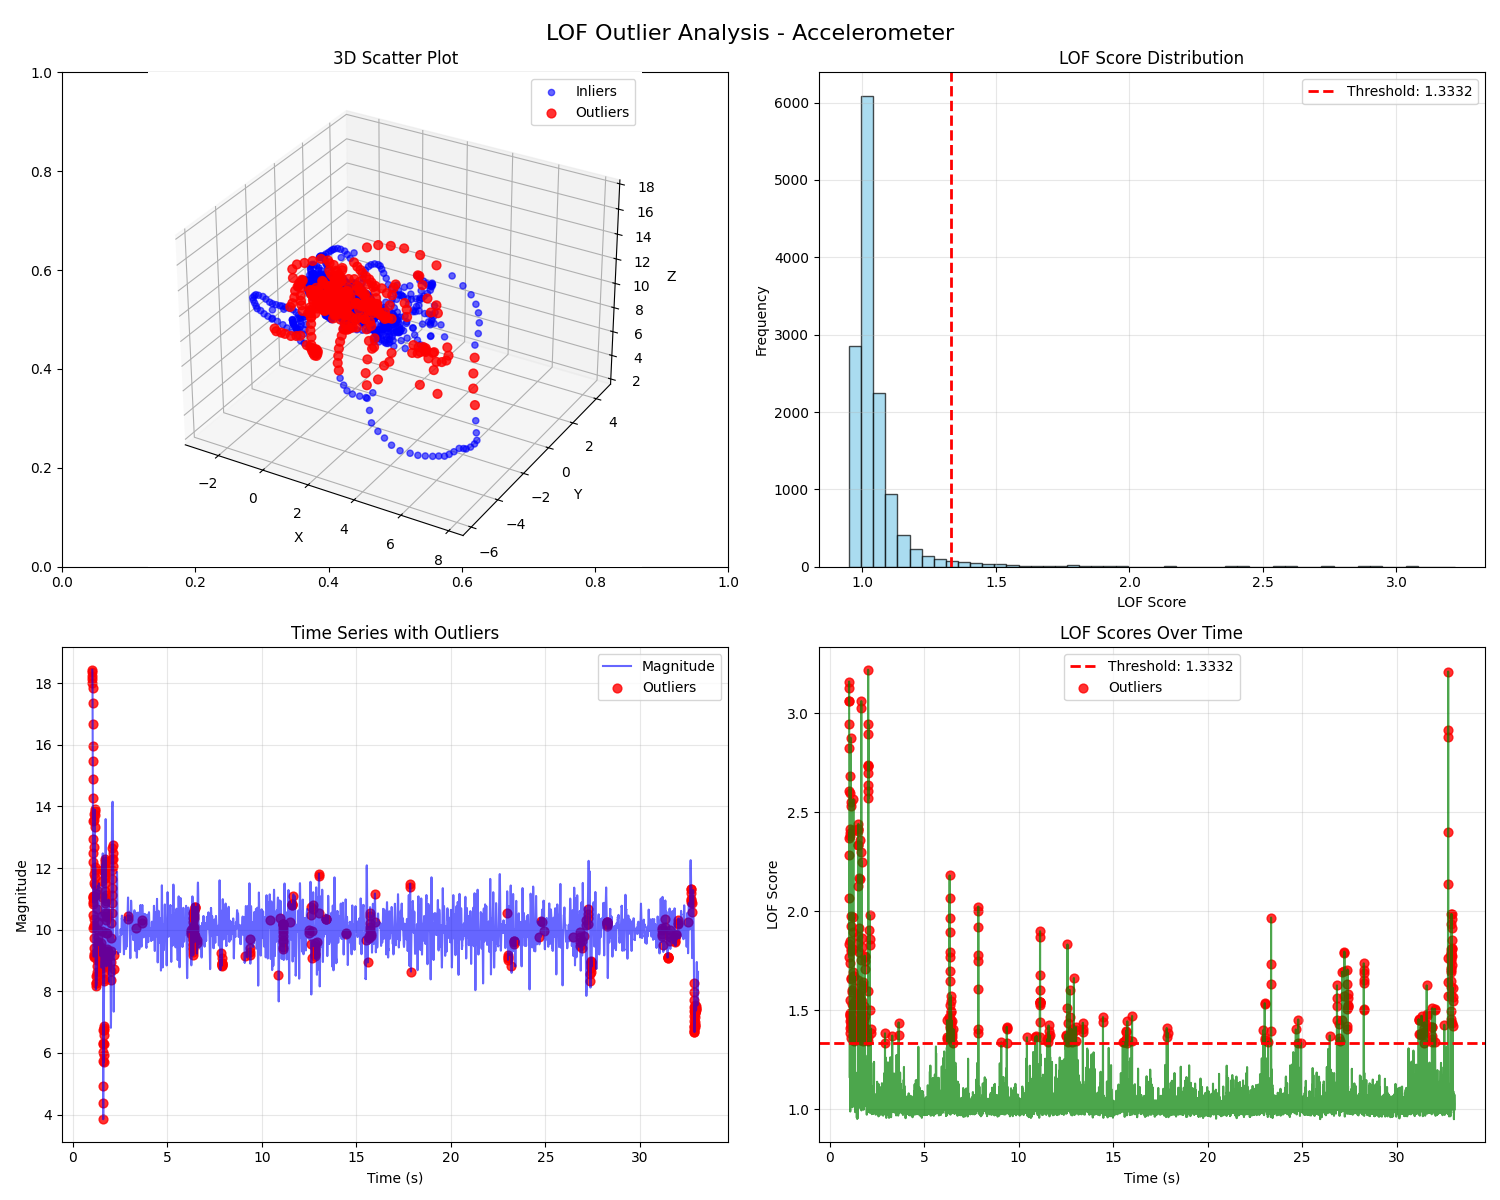 LOF Outlier Analysis - Accelerometer
3D Scatter Plot
Inliers
Outliers
1.0
0.8
0.6
0.4
0.2
0.0
0.0 0.2 0.4 0.6 0.8 1.0
18
16
14
12
10
8
6
4
2
Z
−2 0 2 4 6 8
X
−6 −4 −2 0 2 4
Y
LOF Score Distribution
Threshold: 1.3332
6000
5000
4000
3000
2000
1000
0
Frequency
1.0 1.5 2.0 2.5 3.0
LOF Score
Time Series with Outliers
Magnitude
Outliers
18
16
14
12
10
8
6
4
Magnitude
0 5 10 15 20 25 30
Time (s)
LOF Scores Over Time
Threshold: 1.3332
Outliers
3.0
2.5
2.0
1.5
1.0
LOF Score
0 5 10 15 20 25 30
Time (s)